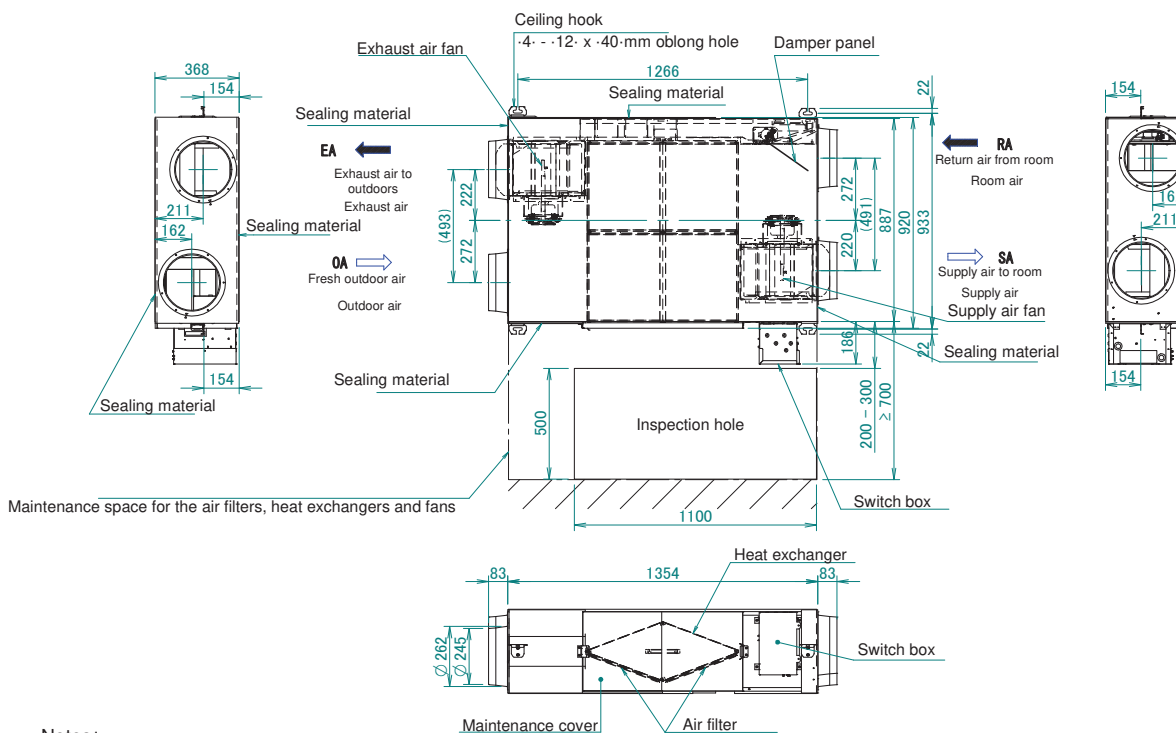 Ceiling hook
·4· - ·12· x ·40·mm oblong hole
Exhaust air fan
Damper panel
368
154
1266
22
Sealing material
Sealing material
154
EA
Exhaust air to
outdoors
Exhaust air
RA
Return air from room
Room air
211
162
Sealing material
(493)
222
272
272
(491)
220
887
920
933
211
OA
Fresh outdoor air
Outdoor air
SA
Supply air to room
Supply air
Supply air fan
186
22
Sealing material
154
Sealing material
Sealing material
154
500
Inspection hole
200 - 300
≥ 700
Maintenance space for the air filters, heat exchangers and fans
Switch box
1100
Heat exchanger
83
1354
83
Ø 262
Ø 245
Switch box
Maintenance cover
Air filter